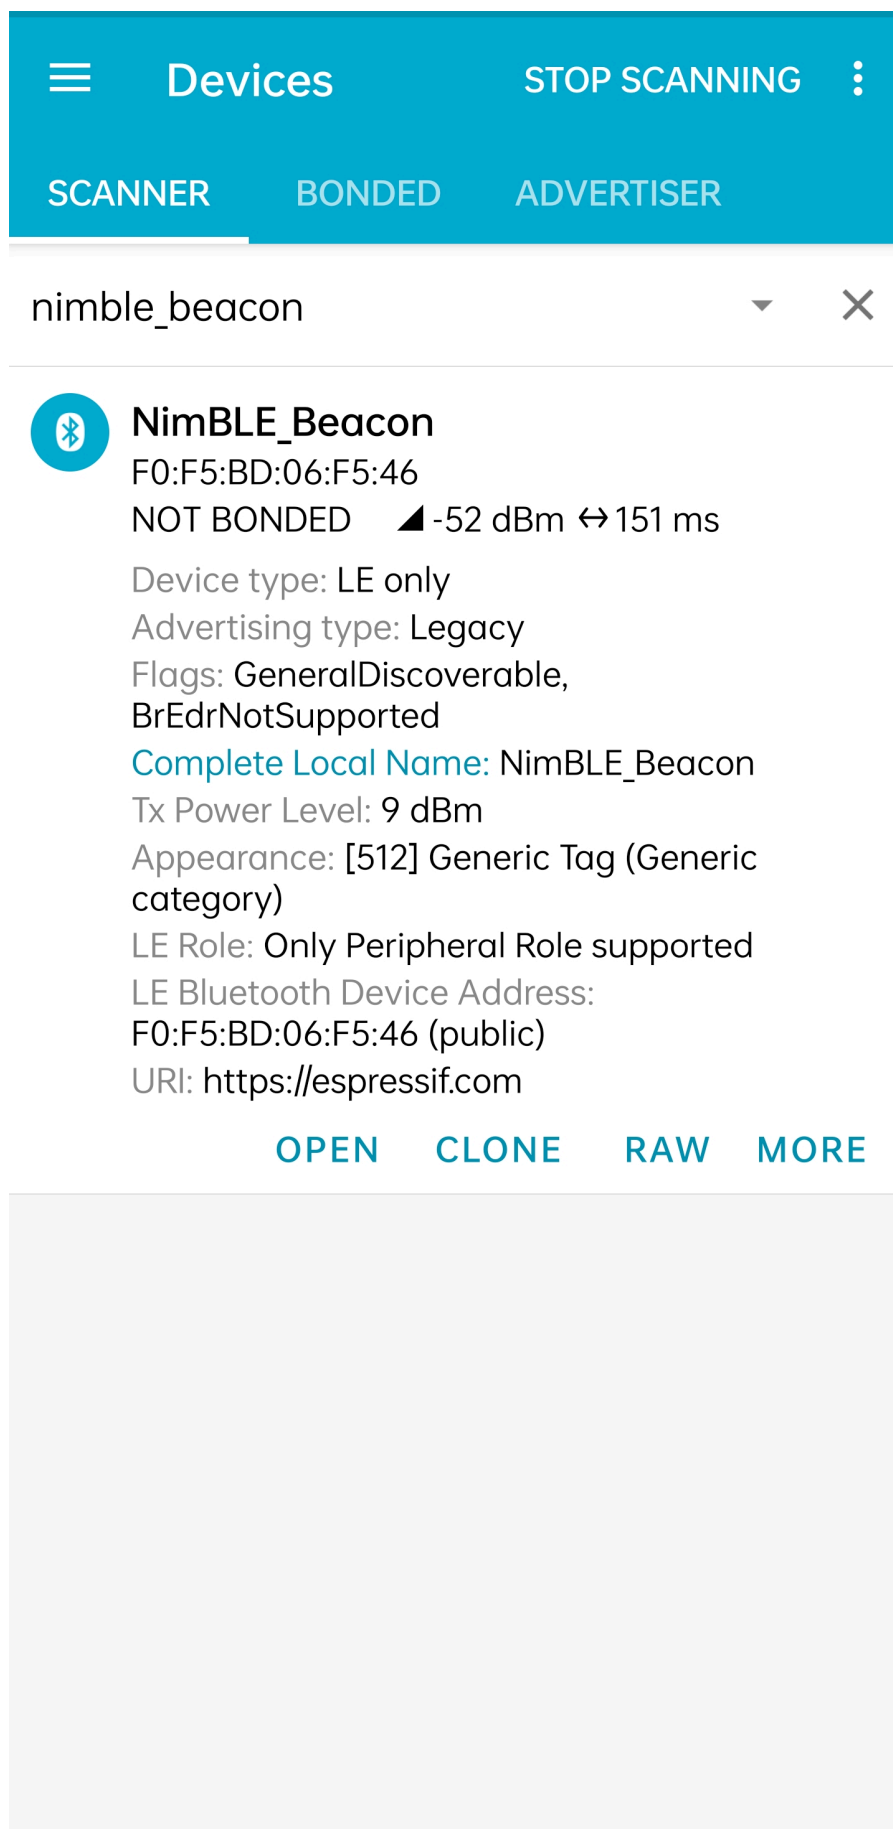 Devices STOP SCANNING
SCANNER BONDED ADVERTISER
nimble_beacon
NimBLE_Beacon
F0:F5:BD:06:F5:46
NOT BONDED -52 dBm ↔ 151 ms
Device type: LE only
Advertising type: Legacy
Flags: GeneralDiscoverable,
BrEdrNotSupported
Complete Local Name: NimBLE_Beacon
Tx Power Level: 9 dBm
Appearance: [512] Generic Tag (Generic
category)
LE Role: Only Peripheral Role supported
LE Bluetooth Device Address:
F0:F5:BD:06:F5:46 (public)
URI: https://espressif.com
OPEN CLONE RAW MORE